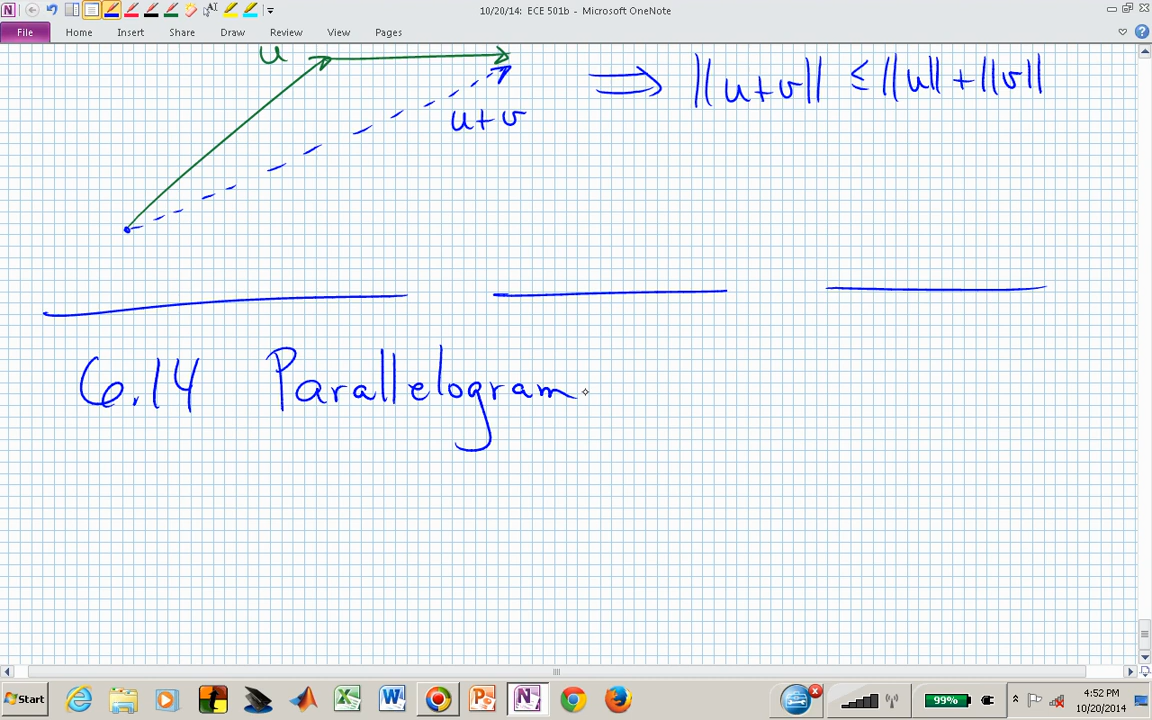 10/20/14: ECE 501b - Microsoft OneNote
File Home Insert Share Draw Review View Pages
u
u+v
⇒ ||u+v|| ≤ ||u|| + ||v||
6.14 Parallelogram
Start
99%
4:52 PM
10/20/2014